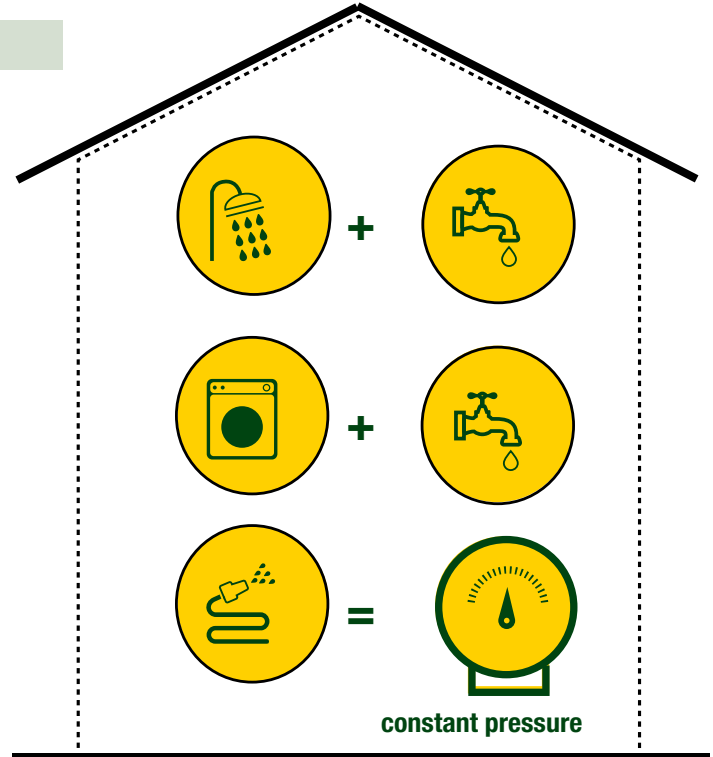 +
+
=
constant pressure